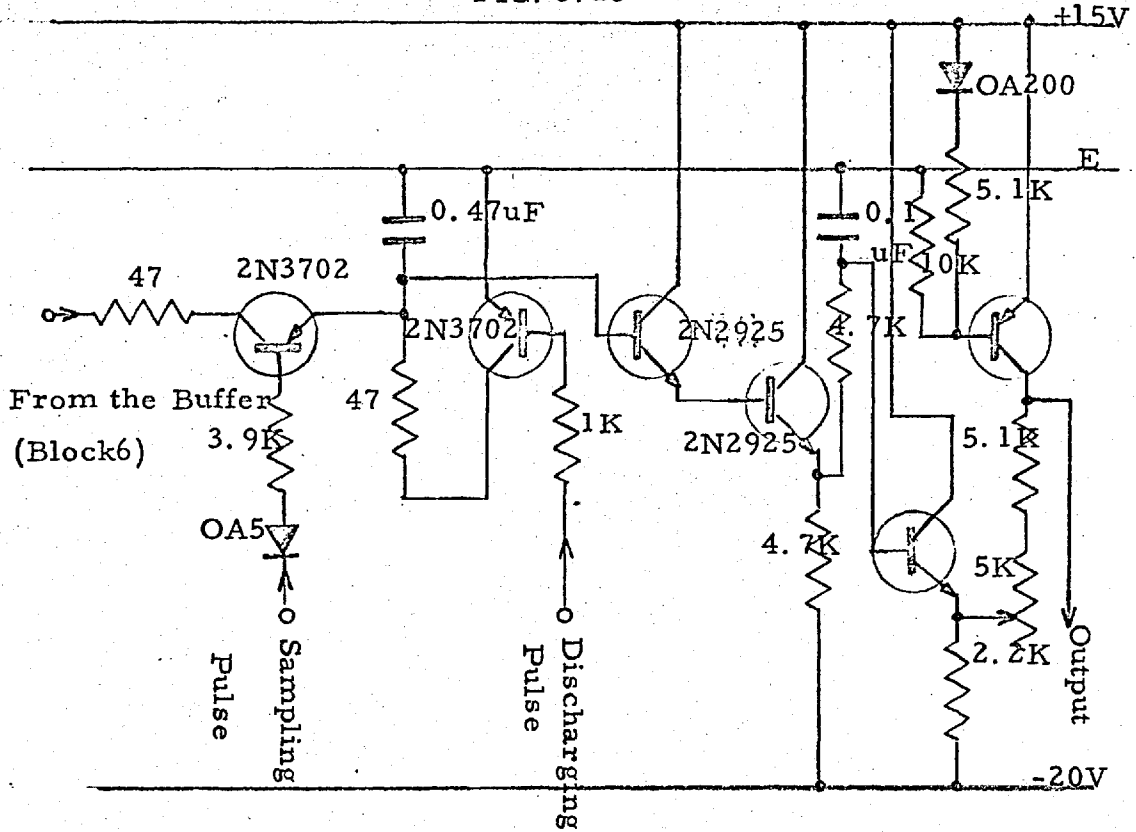 +15V
OA200
E
5.1K
0.47uF
0.1
uF
10K
47
2N3702
2N3702
2N2925
4.7K
From the Buffer
(Block6)
3.9K
47
1K
2N2925
5.1K
OA5
4.7K
5K
2.2K
Sampling
Pulse
Discharging
Pulse
Output
-20V